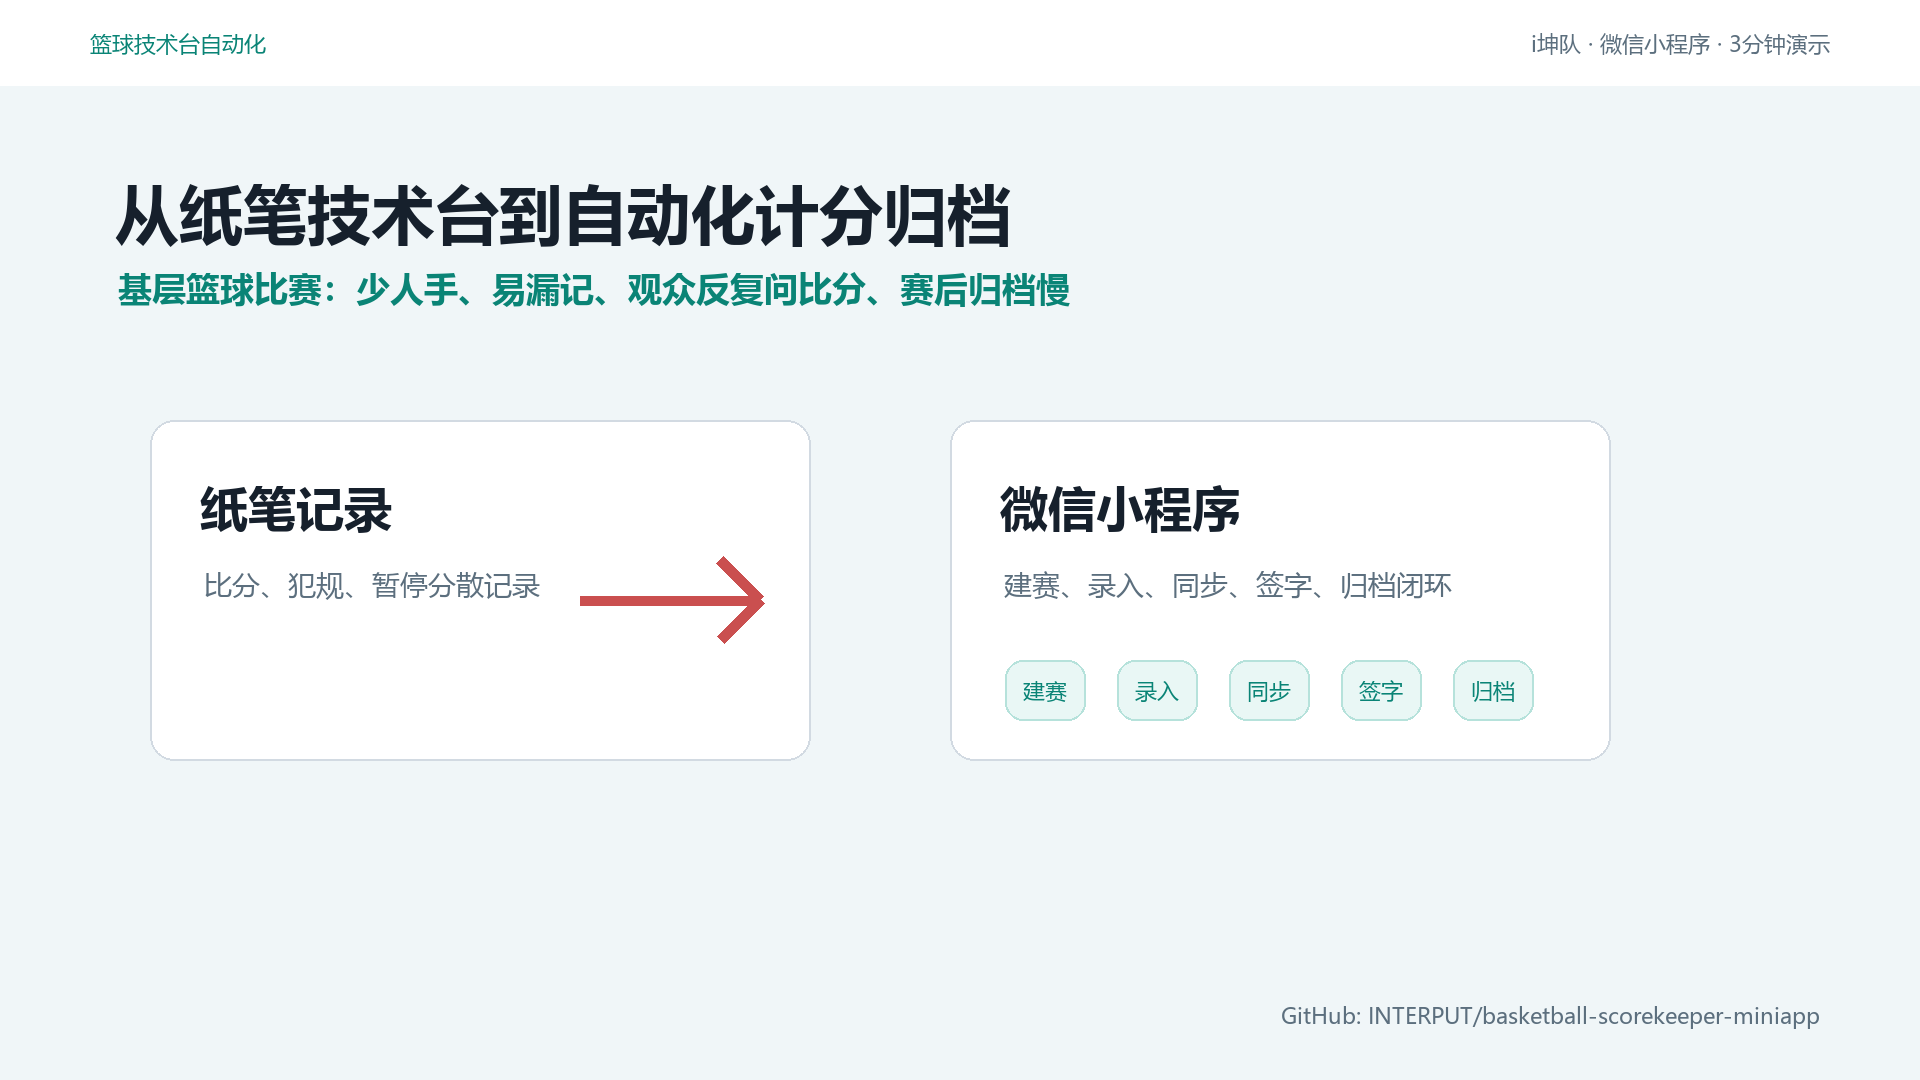 篮球技术台自动化
i坤队 · 微信小程序 · 3分钟演示
从纸笔技术台到自动化计分归档
基层篮球比赛：少人手、易漏记、观众反复问比分、赛后归档慢
纸笔记录
比分、犯规、暂停分散记录
微信小程序
建赛、录入、同步、签字、归档闭环
建赛
录入
同步
签字
归档
GitHub: INTERPUT/basketball-scorekeeper-miniapp